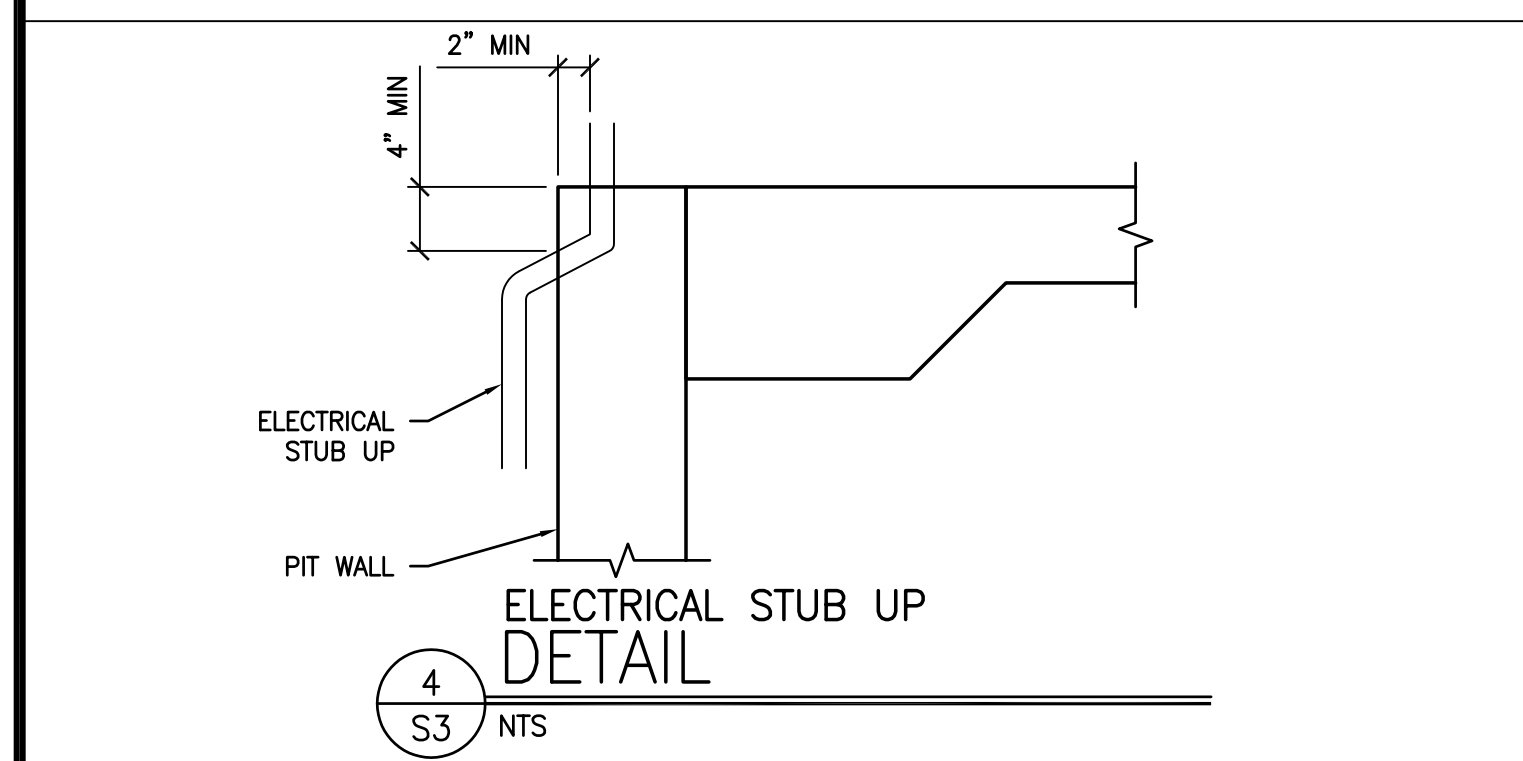 2” MIN
4” MIN
ELECTRICAL
STUB UP
PIT WALL
ELECTRICAL STUB UP
DETAIL
4
S3
NTS